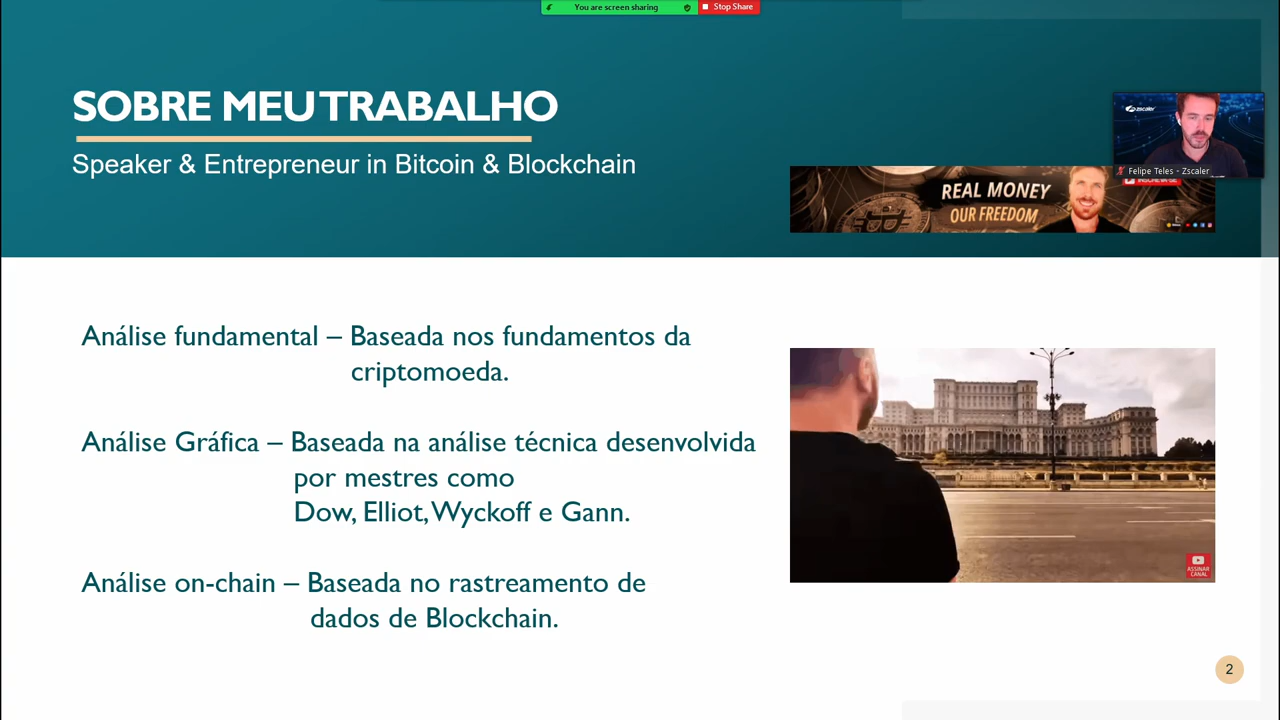 You are screen sharing
Stop Share
SOBRE MEU TRABALHO
Speaker & Entrepreneur in Bitcoin & Blockchain
zscaler
Felipe Teles - Zscaler
REAL MONEY
OUR FREEDOM
Análise fundamental – Baseada nos fundamentos da
criptomoeda.
Análise Gráfica – Baseada na análise técnica desenvolvida
por mestres como
Dow, Elliot, Wyckoff e Gann.
Análise on-chain – Baseada no rastreamento de
dados de Blockchain.
ASSINAR
CANAL
2